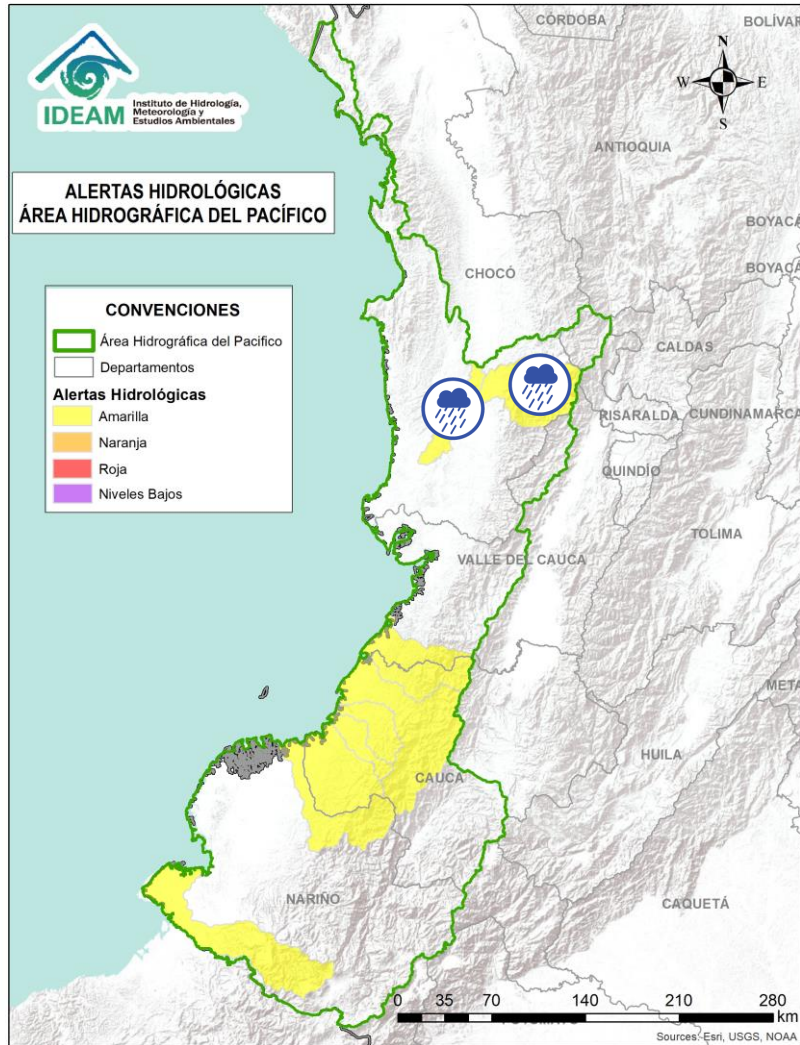 CÓRDOBA
BOLÍVAR
N
W
E
S
IDEAM
Instituto de Hidrología,
Meteorología y
Estudios Ambientales
ANTIOQUIA
ALERTAS HIDROLÓGICAS
ÁREA HIDROGRÁFICA DEL PACÍFICO
BOYACÁ
BOYACÁ
CHOCÓ
CONVENCIONES
Área Hidrográfica del Pacifico
Departamentos
Alertas Hidrológicas
Amarilla
Naranja
Roja
Niveles Bajos
CALDAS
RISARALDA
CUNDINAMARCA
QUINDÍO
TOLIMA
VALLE DEL CAUCA
META
HUILA
CAUCA
NARIÑO
CAQUETÁ
0 35 70 140 210 280
km
Sources: Esri, USGS, NOAA